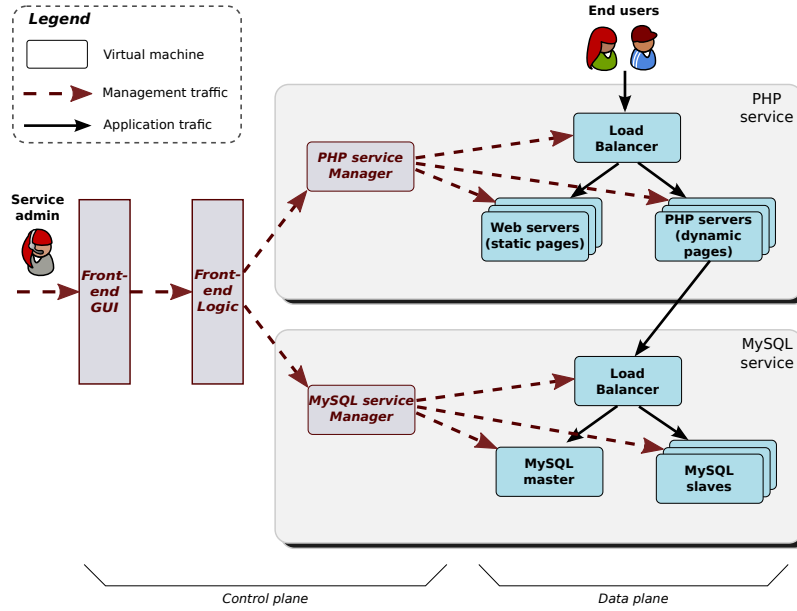 Legend
Virtual machine
Management traffic
Application trafic
End users
PHP
service
Load
Balancer
PHP service
Manager
Web servers
(static pages)
PHP servers
(dynamic
pages)
Service
admin
Front-
end
GUI
Front-
end
Logic
MySQL
service
Load
Balancer
MySQL service
Manager
MySQL
master
MySQL
slaves
Control plane
Data plane